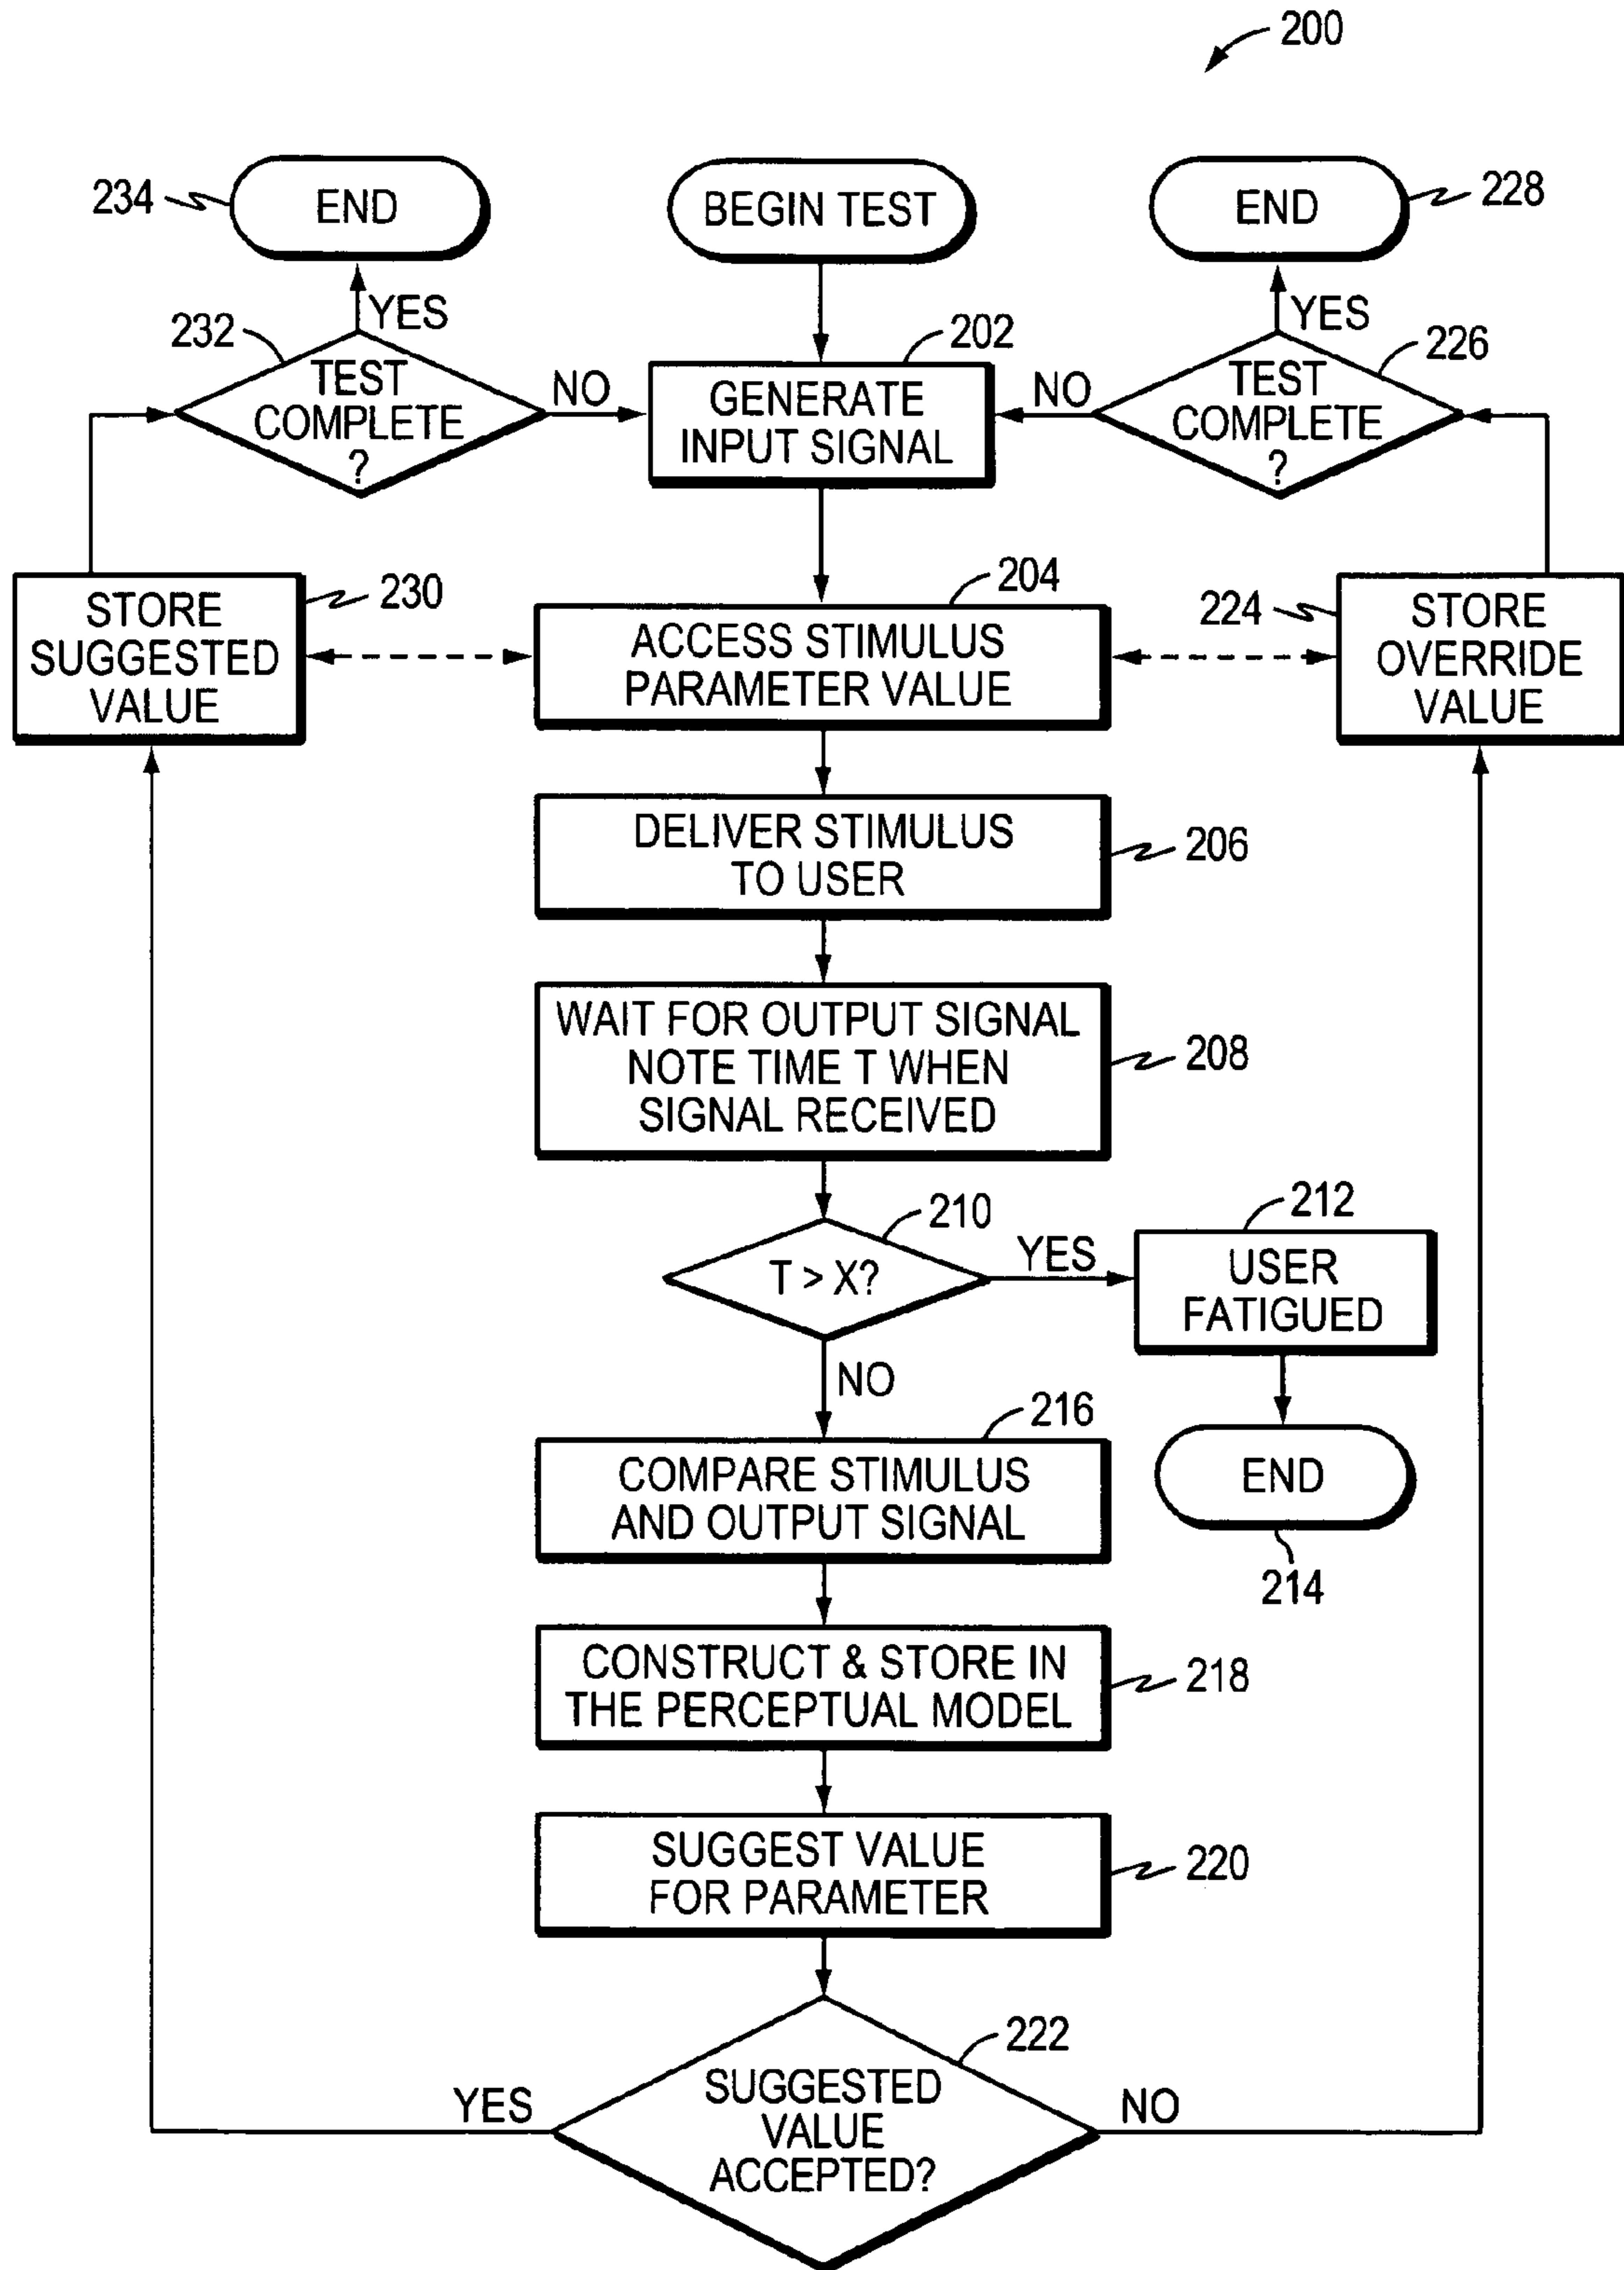 200
234
END
BEGIN TEST
END
228
YES
YES
232
202
226
TEST
COMPLETE
?
NO
GENERATE
INPUT SIGNAL
NO
TEST
COMPLETE
?
230
204
224
STORE
SUGGESTED
VALUE
ACCESS STIMULUS
PARAMETER VALUE
STORE
OVERRIDE
VALUE
DELIVER STIMULUS
TO USER
206
WAIT FOR OUTPUT SIGNAL
NOTE TIME T WHEN
SIGNAL RECEIVED
208
210
212
T > X?
YES
USER
FATIGUED
NO
216
COMPARE STIMULUS
AND OUTPUT SIGNAL
END
214
CONSTRUCT & STORE IN
THE PERCEPTUAL MODEL
218
SUGGEST VALUE
FOR PARAMETER
220
222
YES
SUGGESTED
VALUE
ACCEPTED?
NO